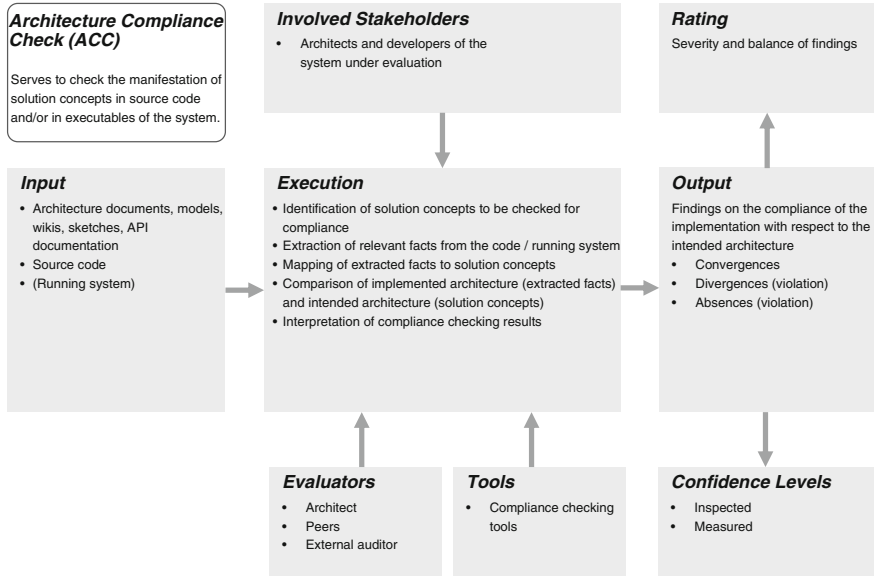 Architecture Compliance
Check (ACC)
Serves to check the manifestation of
solution concepts in source code
and/or in executables of the system.
Involved Stakeholders
• Architects and developers of the
system under evaluation
Rating
Severity and balance of findings
Input
• Architecture documents, models,
wikis, sketches, API
documentation
• Source code
• (Running system)
Execution
• Identification of solution concepts to be checked for
compliance
• Extraction of relevant facts from the code / running system
• Mapping of extracted facts to solution concepts
• Comparison of implemented architecture (extracted facts)
and intended architecture (solution concepts)
• Interpretation of compliance checking results
Output
Findings on the compliance of the
implementation with respect to the
intended architecture
• Convergences
• Divergences (violation)
• Absences (violation)
Evaluators
• Architect
• Peers
• External auditor
Tools
• Compliance checking
tools
Confidence Levels
• Inspected
• Measured